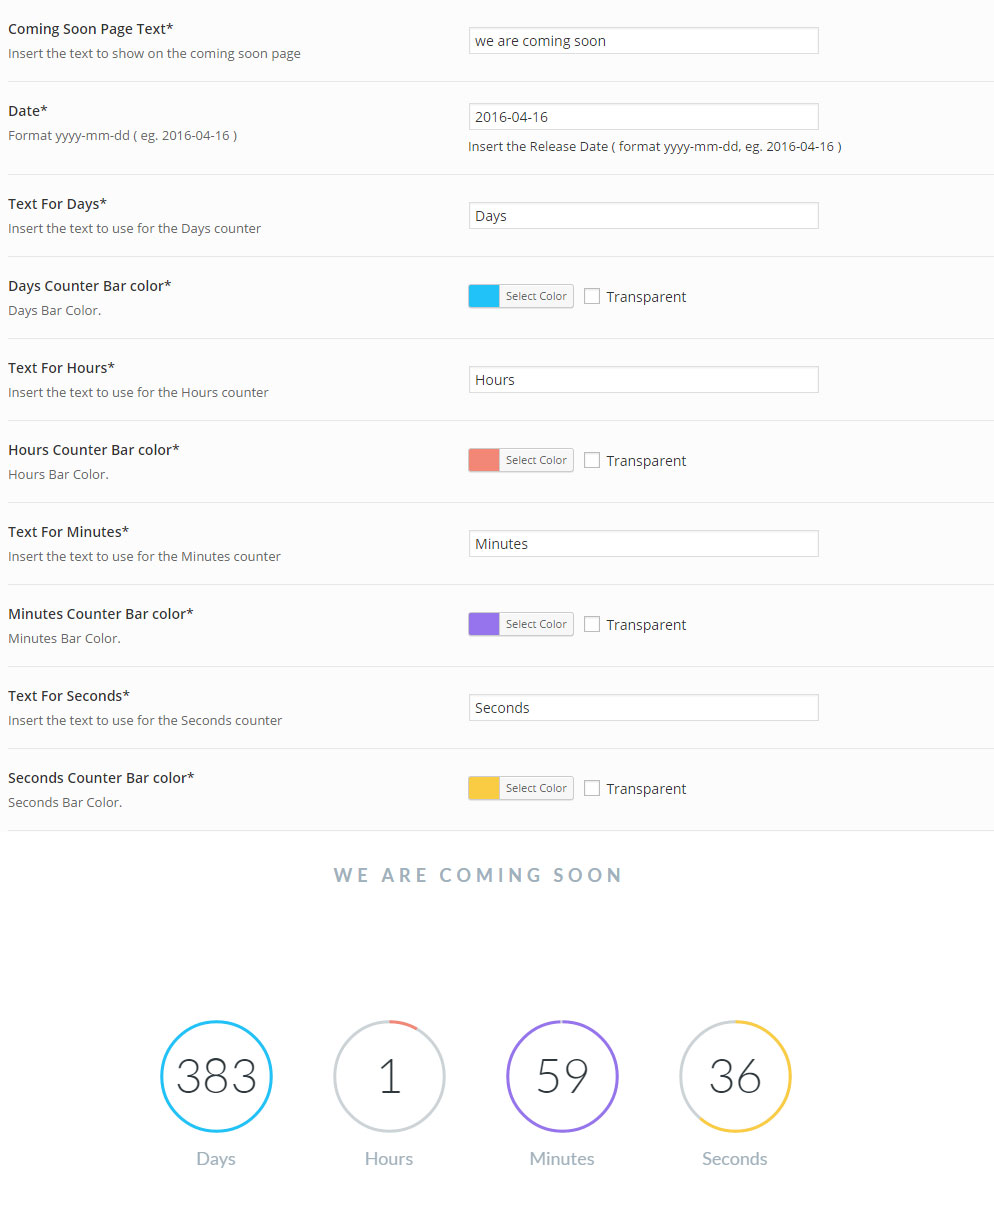 Coming Soon Page Text*
Insert the text to show on the coming soon page
we are coming soon
Date*
Format yyyy-mm-dd ( eg. 2016-04-16 )
2016-04-16
Insert the Release Date ( format yyyy-mm-dd, eg. 2016-04-16 )
Text For Days*
Insert the text to use for the Days counter
Days
Days Counter Bar color*
Days Bar Color.
Select Color Transparent
Text For Hours*
Insert the text to use for the Hours counter
Hours
Hours Counter Bar color*
Hours Bar Color.
Select Color Transparent
Text For Minutes*
Insert the text to use for the Minutes counter
Minutes
Minutes Counter Bar color*
Minutes Bar Color.
Select Color Transparent
Text For Seconds*
Insert the text to use for the Seconds counter
Seconds
Seconds Counter Bar color*
Seconds Bar Color.
Select Color Transparent
WE ARE COMING SOON
383 1 59 36
Days Hours Minutes Seconds